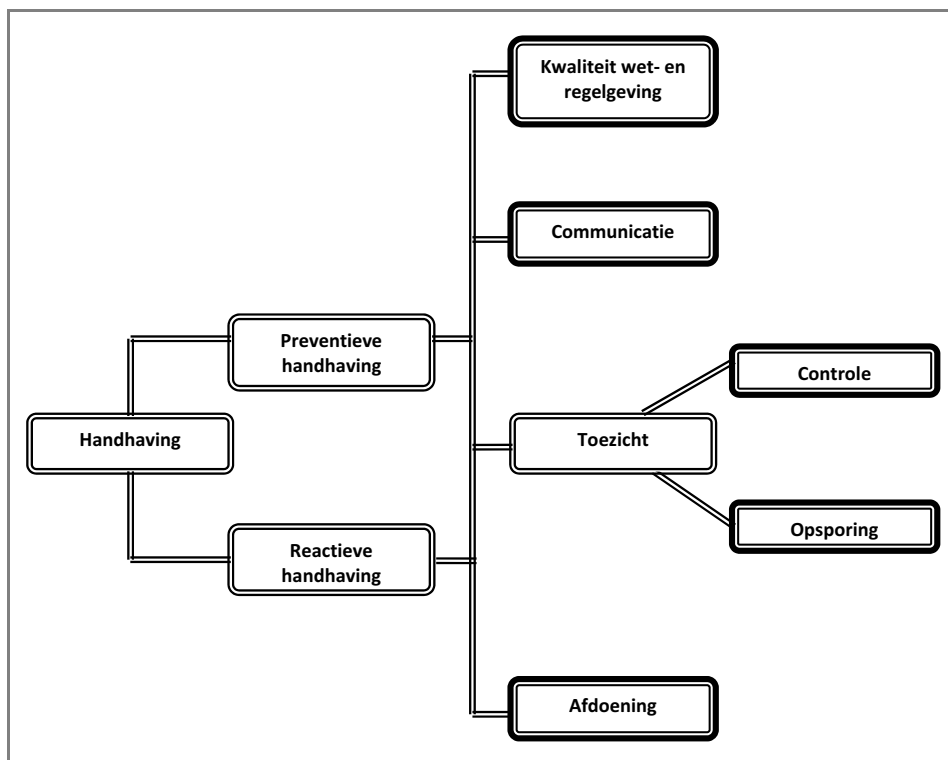 Kwaliteit wet- en
regelgeving
Communicatie
Preventieve
handhaving
Controle
Handhaving
Toezicht
Opsporing
Reactieve
handhaving
Afdoening